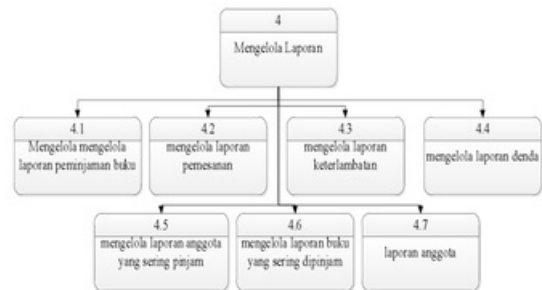 4
Mengelola Laporan
4.1
Mengelola mengelola
laporan peminjaman buku
4.2
mengelola laporan
pemesanan
4.3
mengelola laporan
keterlambatan
4.4
mengelola laporan denda
4.5
mengelola laporan anggota
yang sering pinjam
4.6
mengelola laporan buku
yang sering dipinjam
4.7
laporan anggota